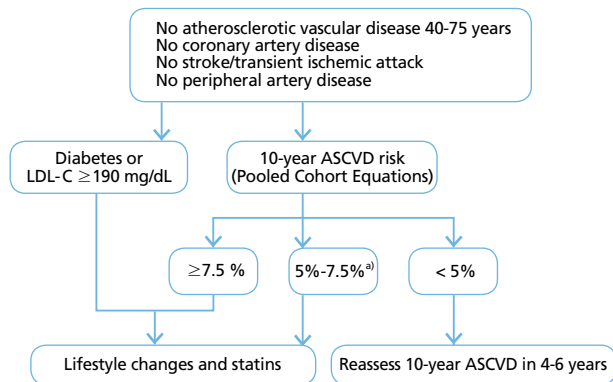 No atherosclerotic vascular disease 40-75 years
No coronary artery disease
No stroke/transient ischemic attack
No peripheral artery disease
Diabetes or
LDL-C ≥190 mg/dL
10-year ASCVD risk
(Pooled Cohort Equations)
≥7.5 %
5%-7.5%a)
< 5%
Lifestyle changes and statins
Reassess 10-year ASCVD in 4-6 years